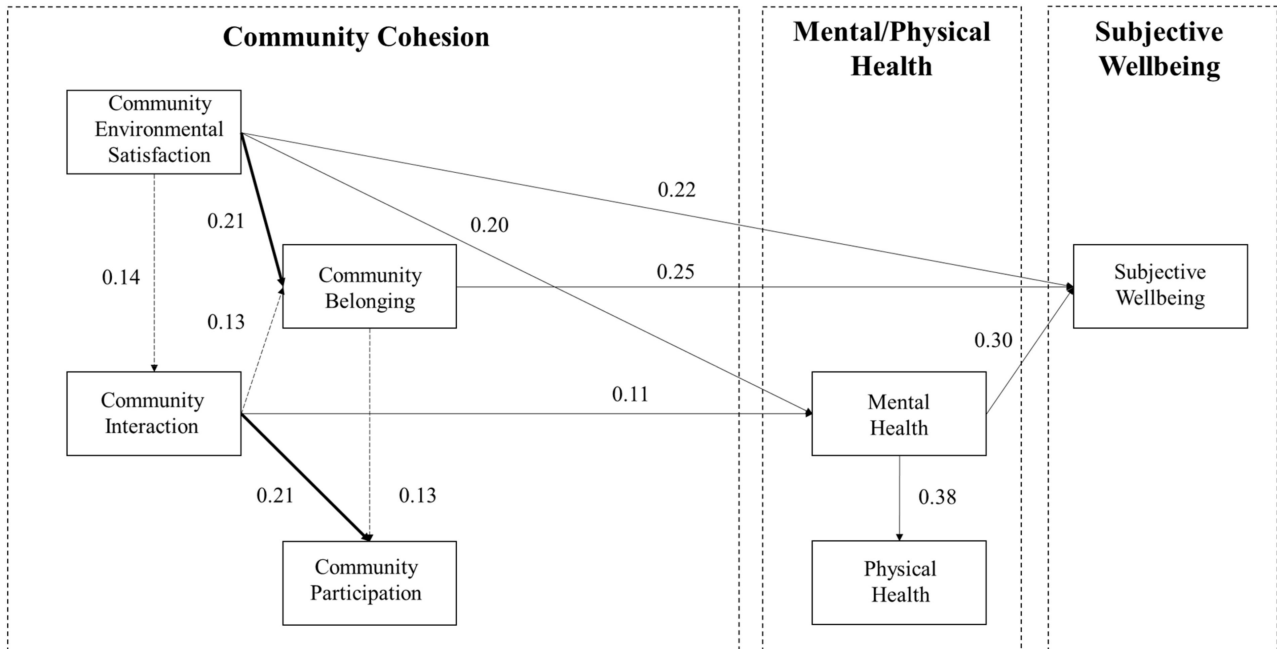 Community Cohesion
Mental/Physical
Health
Subjective
Wellbeing
Community
Environmental
Satisfaction
0.22
0.21
0.20
0.14
Community
Belonging
0.25
Subjective
Wellbeing
0.13
0.30
Community
Interaction
0.11
Mental
Health
0.21
0.13
0.38
Community
Participation
Physical
Health